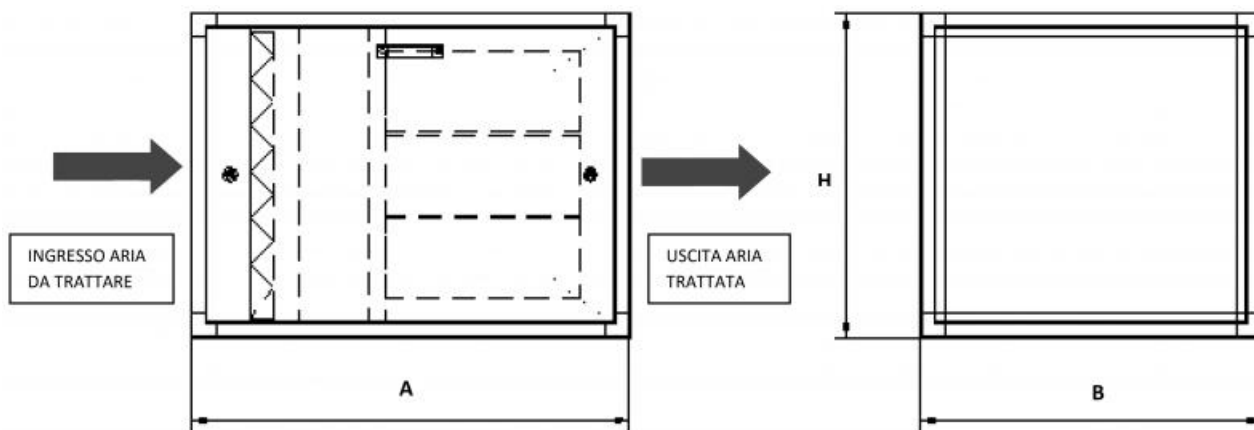 H
INGRESSO ARIA
DA TRATTARE
USCITA ARIA
TRATTATA
A
B